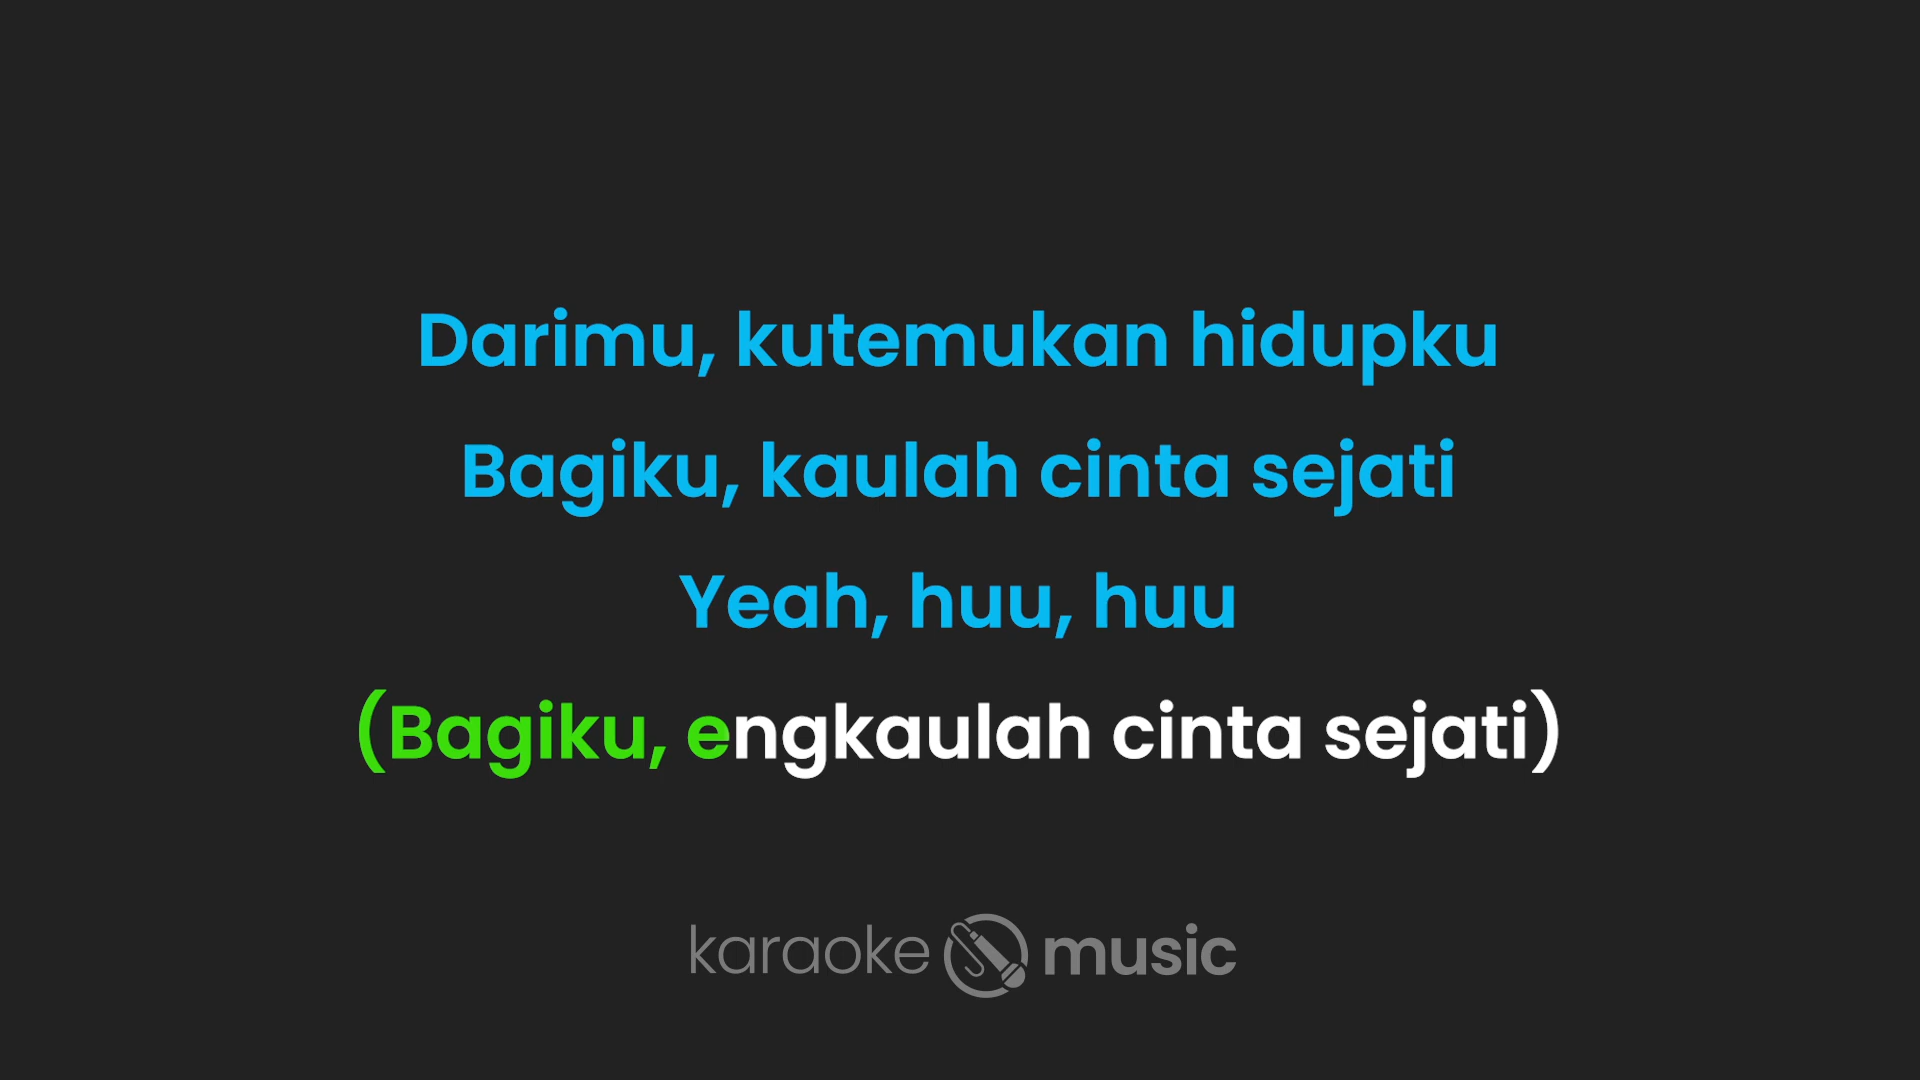 Darimu, kutemukan hidupku
Bagiku, kaulah cinta sejati
Yeah, huu, huu
(Bagiku, engkaulah cinta sejati)
karaoke music